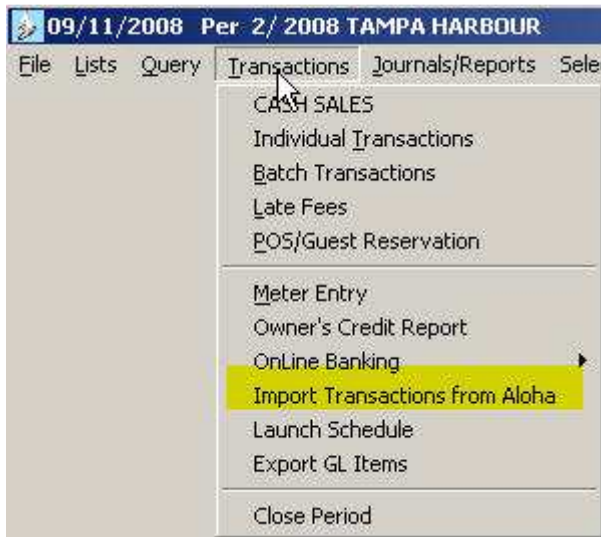 09/11/2008 Per 2/ 2008 TAMPA HARBOUR
File Lists Query Transactions Journals/Reports Sele
CASH SALES
Individual Transactions
Batch Transactions
Late Fees
POS/Guest Reservation
Meter Entry
Owner's Credit Report
OnLine Banking
Import Transactions from Aloha
Launch Schedule
Export GL Items
Close Period